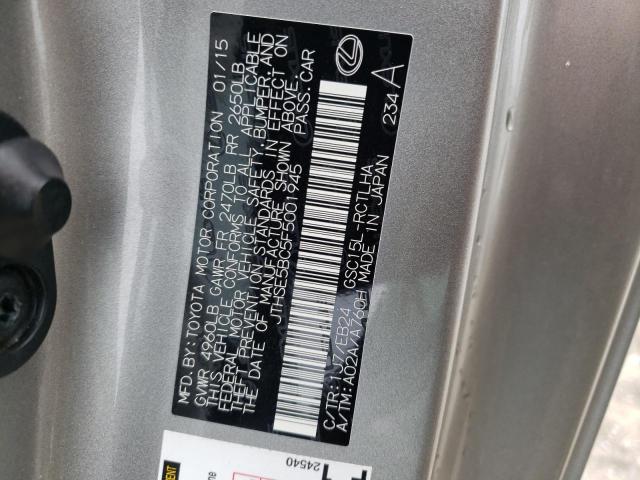 MFD. BY: TOYOTA MOTOR CORPORATION 01/15
GVWR 4960LB GAWR FR 2470LB RR 2650LB
THIS VEHICLE CONFORMS TO ALL APPLICABLE
FEDERAL MOTOR VEHICLE SAFETY, BUMPER, AND
THEFT PREVENTION STANDARDS IN EFFECT ON
THE DATE OF MANUFACTURE SHOWN ABOVE.
JTHSE5BC5F5001945 PASS. CAR
C/TR: 1J7/EB24 GSC15L -RCTLHA 234 A
A/TM: A02A/A760H MADE IN JAPAN
24540